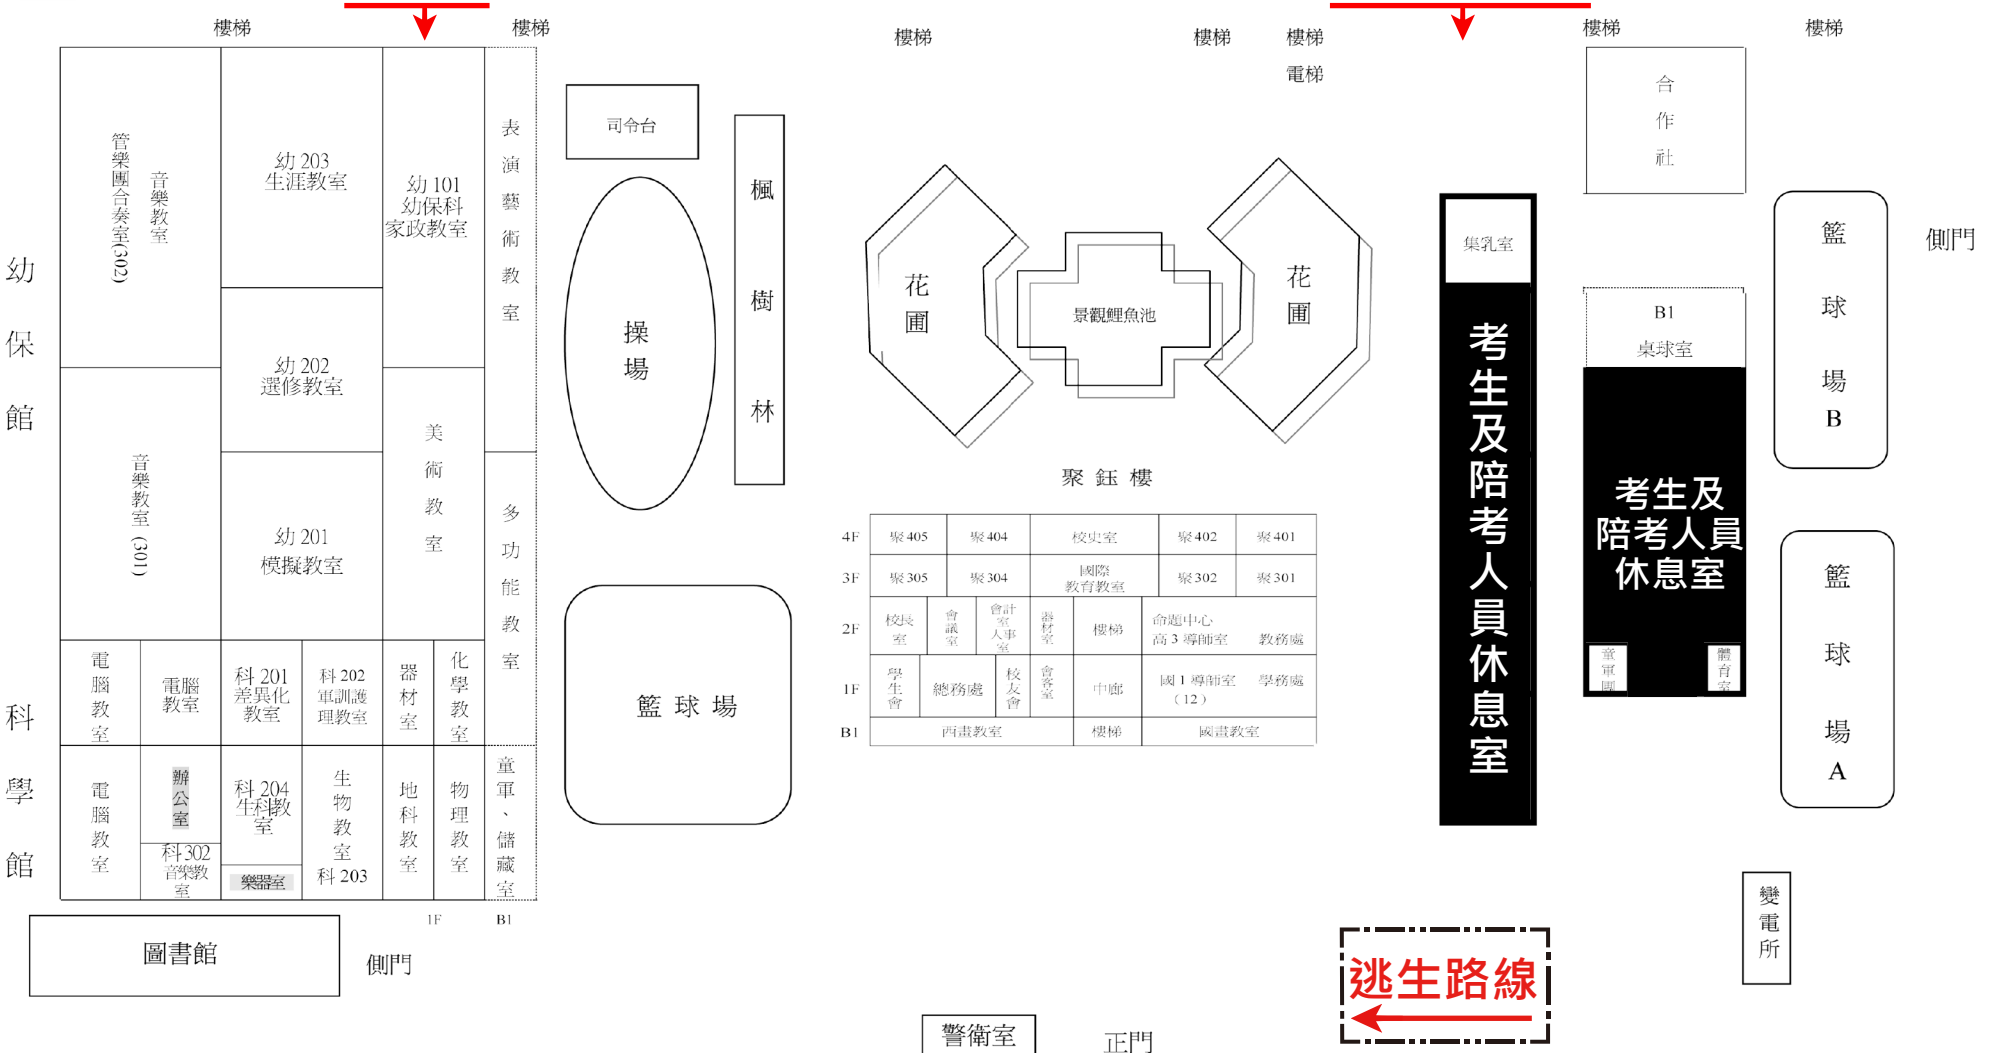 樓梯
樓梯
樓梯
樓梯
樓梯
電梯
樓梯
樓梯
幼保館
管樂團合奏室(302)
音樂教室
幼203
生涯教室
幼101
幼保科
家政教室
表演藝術教室
幼202
選修教室
音樂教室 (301)
幼201
模擬教室
美術教室
多功能教室
科學館
電腦教室
電腦
教室
科201
差異化
教室
科202
軍訓護
理教室
器材室
化學教室
電腦教室
辦公室
科302
音樂教
室
科204
生科教
室
樂器室
生物教室
科203
地科教室
物理教室
童軍、儲藏室
1F
B1
圖書館
側門
司令台
操場
楓樹林
籃球場
花圃
景觀鯉魚池
花圃
聚鈺樓
4F
聚405
聚404
校史室
聚402
聚401
3F
聚305
聚304
國際
教育教室
聚302
聚301
2F
校長
室
會議室
會計
室
人事
室
器材室
樓梯
命題中心
高3導師室
教務處
1F
學生會
總務處
校友會
會客室
中廊
國1導師室
(12)
學務處
B1
西畫教室
樓梯
國畫教室
集乳室
考生及陪考人員休息室
合作社
B1
桌球室
考生及
陪考人員
休息室
童軍團
體育室
籃球場B
側門
籃球場A
變電所
逃生路線
警衛室
正門